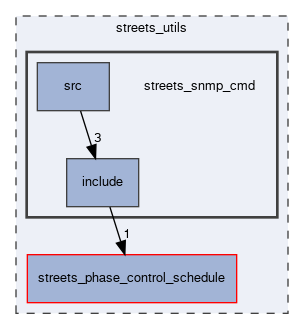 streets_utils
src
streets_snmp_cmd
3
include
1
streets_phase_control_schedule